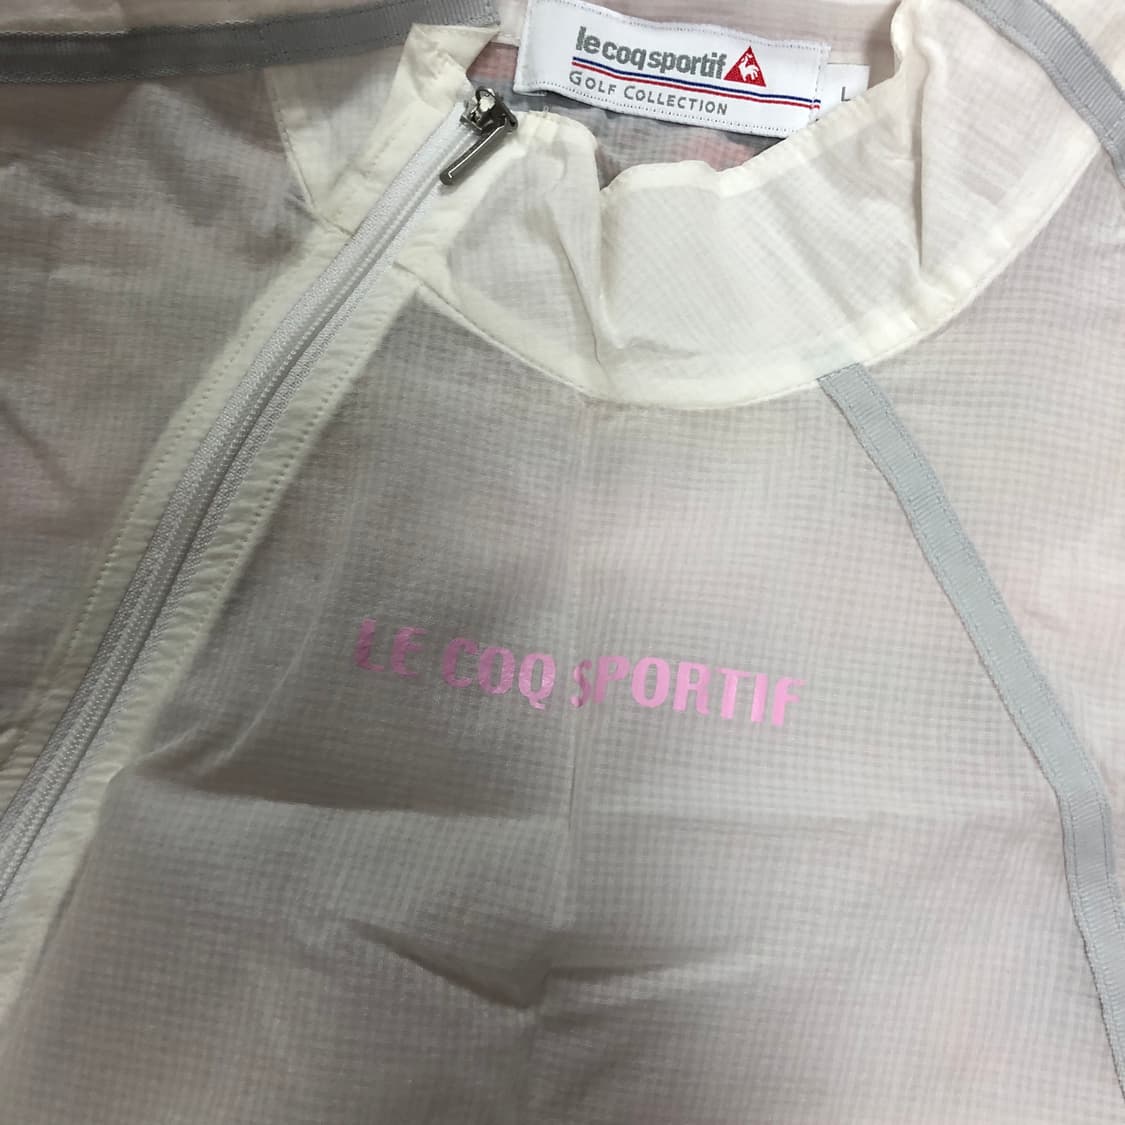 le coq sportif
GOLF COLLECTION
L
LE COQ SPORTIF